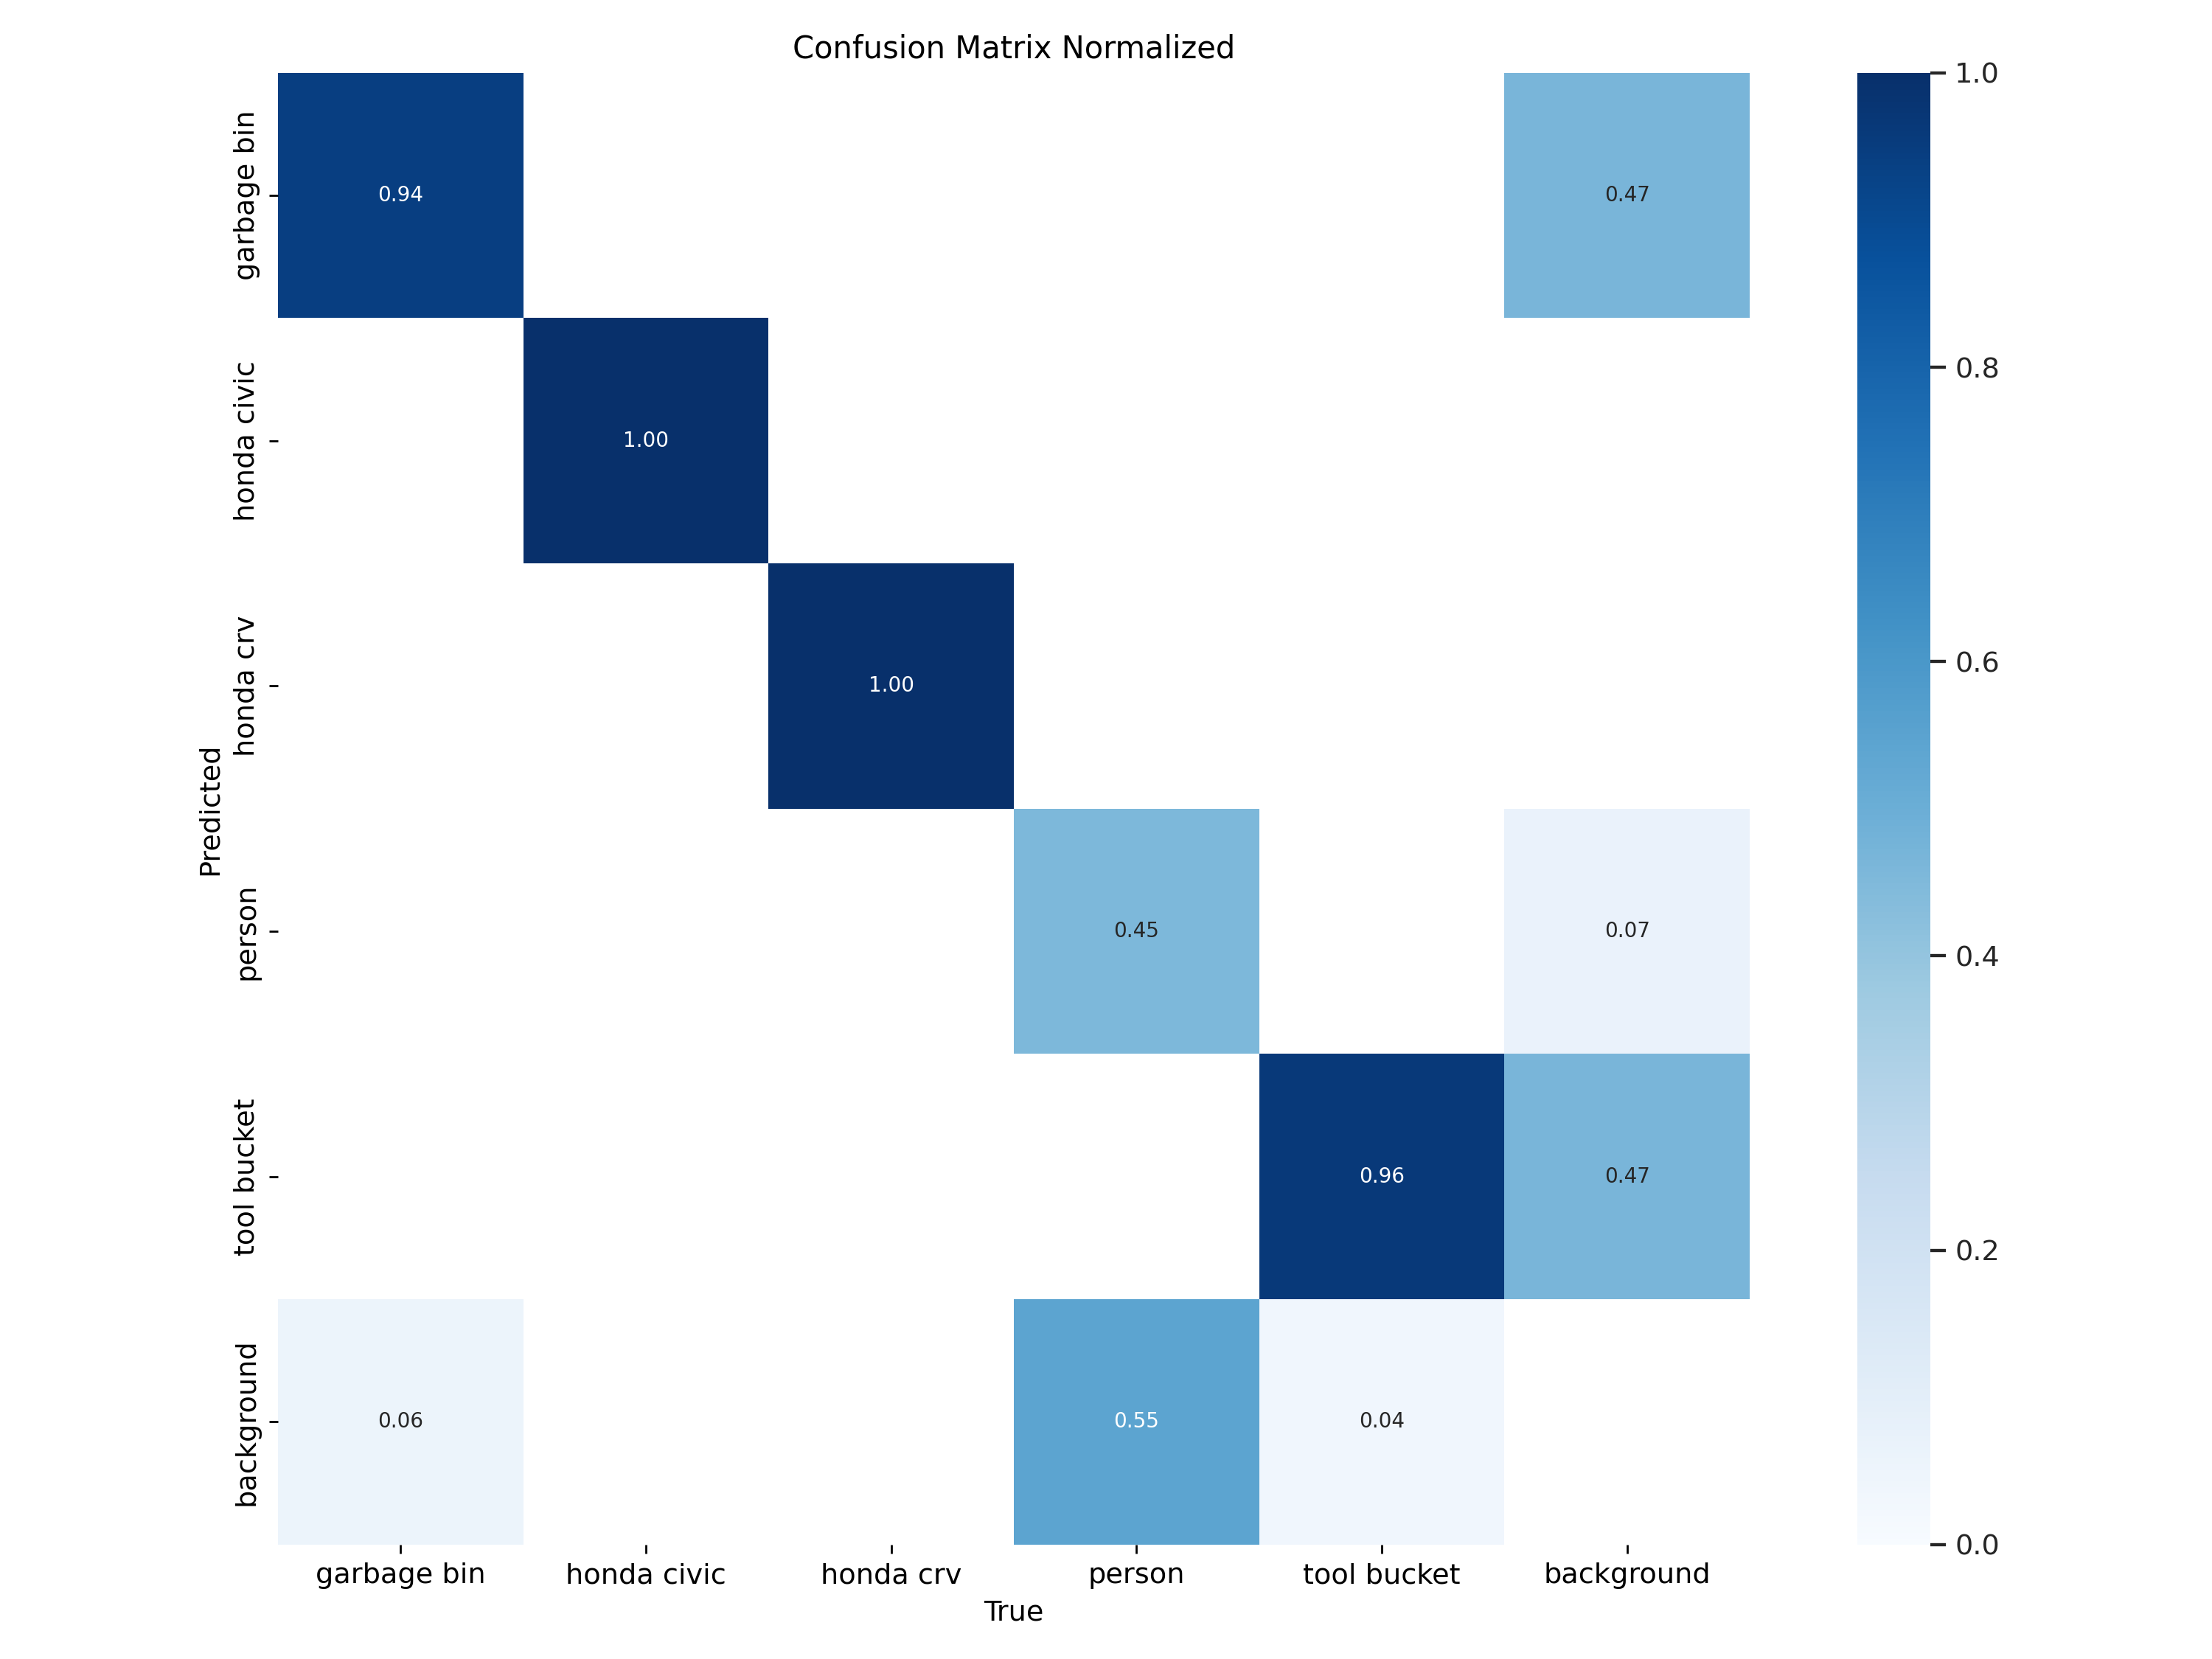 Confusion Matrix Normalized
garbage bin
0.94
0.47
honda civic
1.00
honda crv
1.00
person
0.45
0.07
tool bucket
0.96
0.47
background
0.06
0.55
0.04
Predicted
garbage bin
honda civic
honda crv
person
tool bucket
background
True
1.0
0.8
0.6
0.4
0.2
0.0